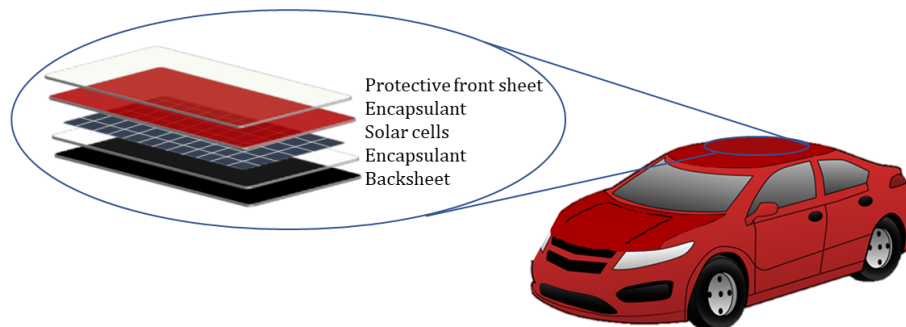 Protective front sheet
Encapsulant
Solar cells
Encapsulant
Backsheet